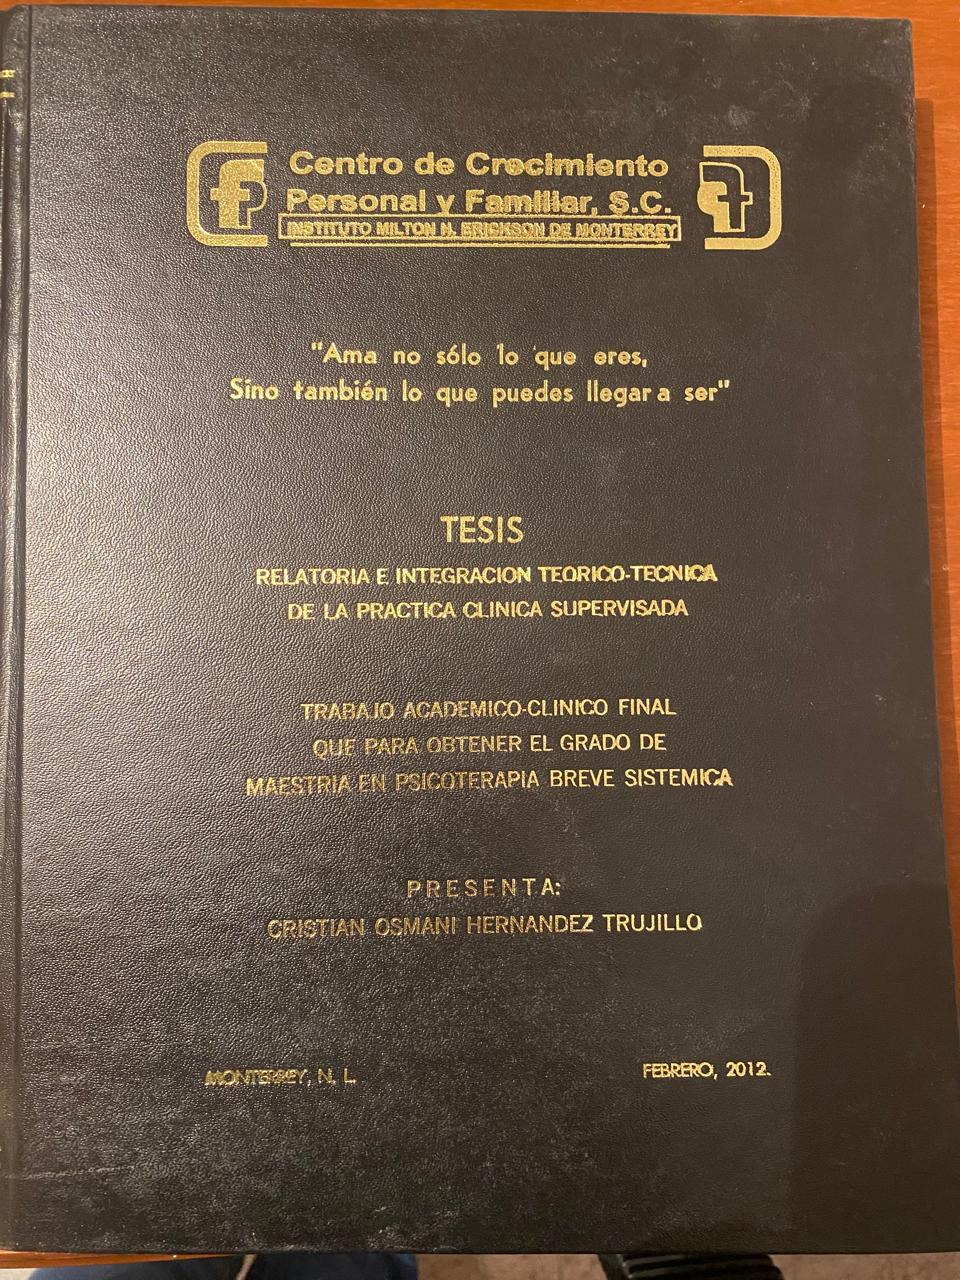 Centro de Crecimiento
Personal y Familiar, S.C.
INSTITUTO MILTON H. ERICKSON DE MONTERREY
"Ama no sólo lo que eres,
Sino también lo que puedes llegar a ser"
TESIS
RELATORIA E INTEGRACION TEORICO-TECNICA
DE LA PRACTICA CLINICA SUPERVISADA
TRABAJO ACADEMICO-CLINICO FINAL
QUE PARA OBTENER EL GRADO DE
MAESTRIA EN PSICOTERAPIA BREVE SISTEMICA
PRESENTA:
CRISTIAN OSMANI HERNANDEZ TRUJILLO
MONTERREY, N. L. FEBRERO, 2012.